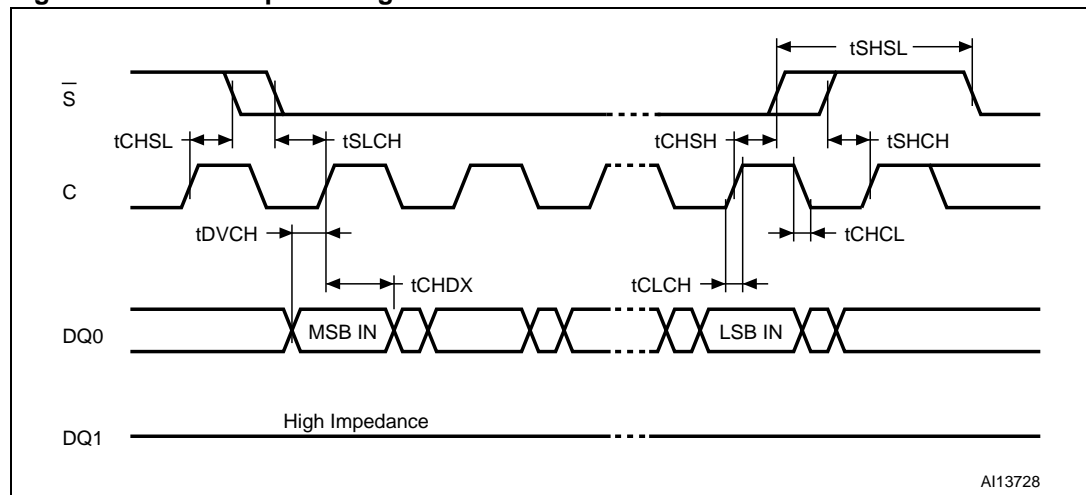 tSHSL
S
tCHSL
tSLCH
tCHSH
tSHCH
C
tDVCH
tCHCL
tCHDX
tCLCH
DQ0
MSB IN
LSB IN
High Impedance
DQ1
AI13728